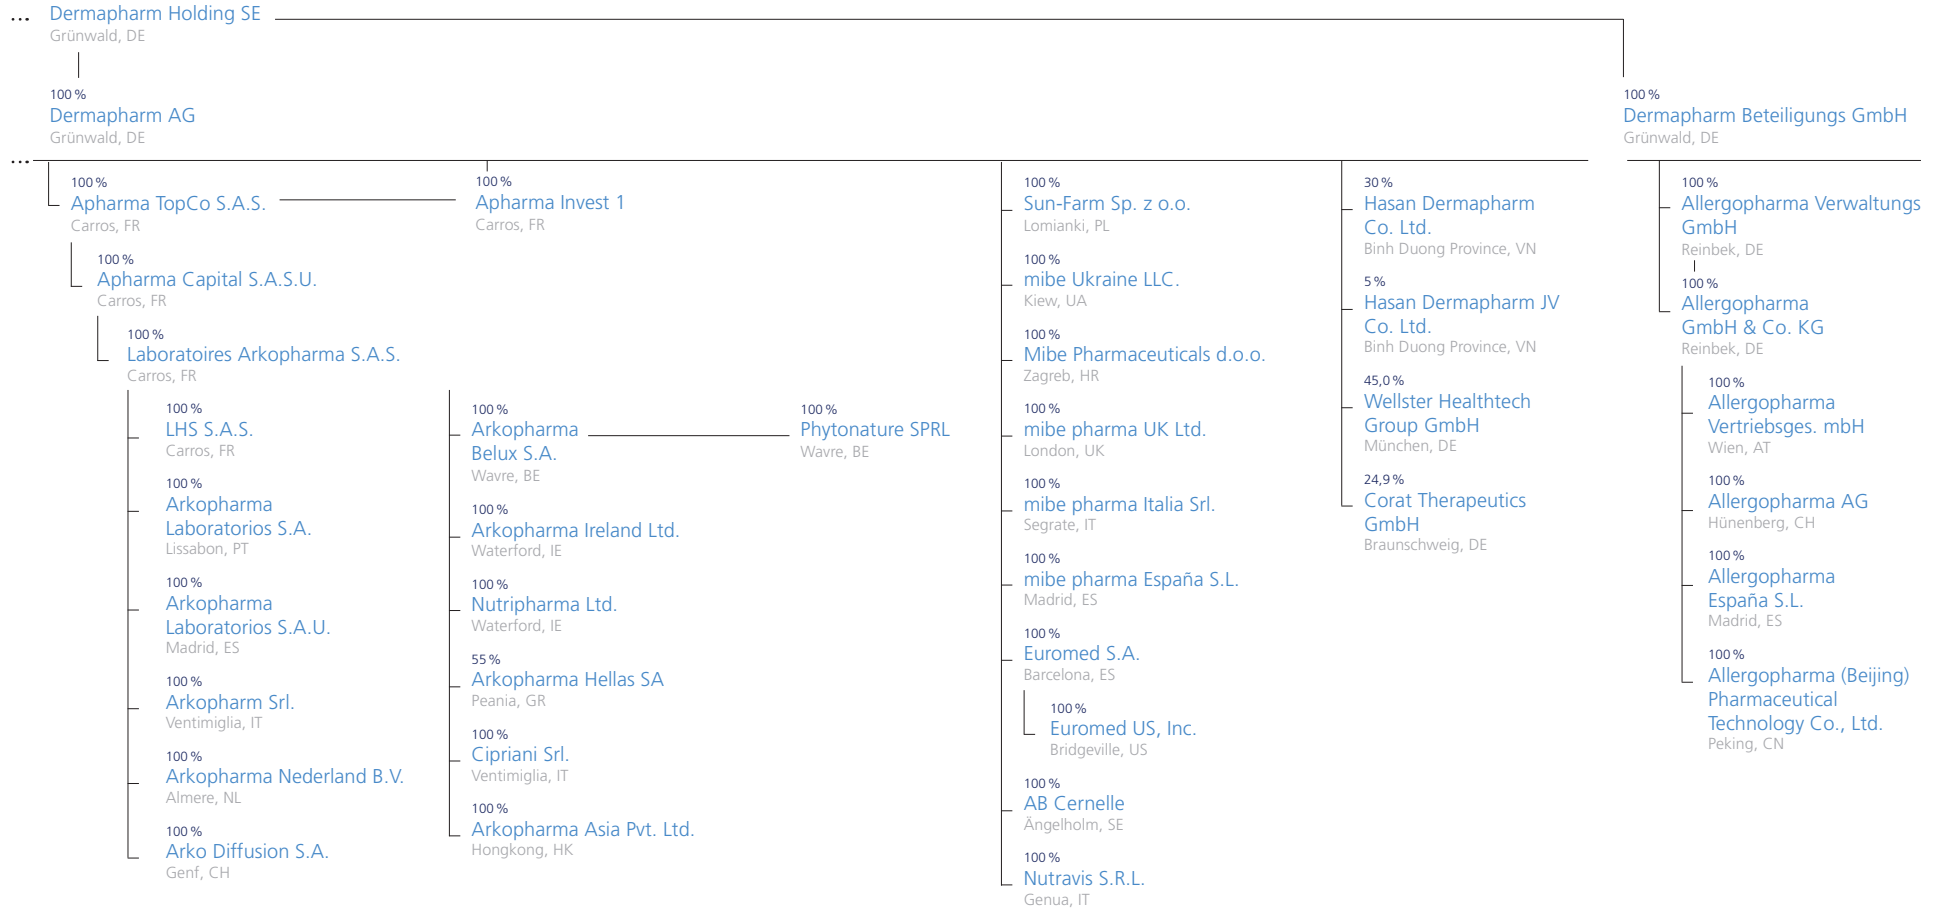 ... Dermapharm Holding SE
Grünwald, DE
100 %
Dermapharm AG
Grünwald, DE
100 %
Dermapharm Beteiligungs GmbH
Grünwald, DE
...
100 %
Apharma TopCo S.A.S.
Carros, FR
100 %
Apharma Invest 1
Carros, FR
100 %
Apharma Capital S.A.S.U.
Carros, FR
100 %
Laboratoires Arkopharma S.A.S.
Carros, FR
100 %
LHS S.A.S.
Carros, FR
100 %
Arkopharma
Laboratorios S.A.
Lissabon, PT
100 %
Arkopharma
Laboratorios S.A.U.
Madrid, ES
100 %
Arkopharm Srl.
Ventimiglia, IT
100 %
Arkopharma Nederland B.V.
Almere, NL
100 %
Arko Diffusion S.A.
Genf, CH
100 %
Arkopharma
Belux S.A.
Wavre, BE
100 %
Phytonature SPRL
Wavre, BE
100 %
Arkopharma Ireland Ltd.
Waterford, IE
100 %
Nutripharma Ltd.
Waterford, IE
55 %
Arkopharma Hellas SA
Peania, GR
100 %
Cipriani Srl.
Ventimiglia, IT
100 %
Arkopharma Asia Pvt. Ltd.
Hongkong, HK
100 %
Sun-Farm Sp. z o.o.
Lomianki, PL
100 %
mibe Ukraine LLC.
Kiew, UA
100 %
Mibe Pharmaceuticals d.o.o.
Zagreb, HR
100 %
mibe pharma UK Ltd.
London, UK
100 %
mibe pharma Italia Srl.
Segrate, IT
100 %
mibe pharma España S.L.
Madrid, ES
100 %
Euromed S.A.
Barcelona, ES
100 %
Euromed US, Inc.
Bridgeville, US
100 %
AB Cernelle
Ängelholm, SE
100 %
Nutravis S.R.L.
Genua, IT
30 %
Hasan Dermapharm
Co. Ltd.
Binh Duong Province, VN
5 %
Hasan Dermapharm JV
Co. Ltd.
Binh Duong Province, VN
45,0 %
Wellster Healthtech
Group GmbH
München, DE
24,9 %
Corat Therapeutics
GmbH
Braunschweig, DE
100 %
Allergopharma Verwaltungs
GmbH
Reinbek, DE
100 %
Allergopharma
GmbH & Co. KG
Reinbek, DE
100 %
Allergopharma
Vertriebsges. mbH
Wien, AT
100 %
Allergopharma AG
Hünenberg, CH
100 %
Allergopharma
España S.L.
Madrid, ES
100 %
Allergopharma (Beijing)
Pharmaceutical
Technology Co., Ltd.
Peking, CN